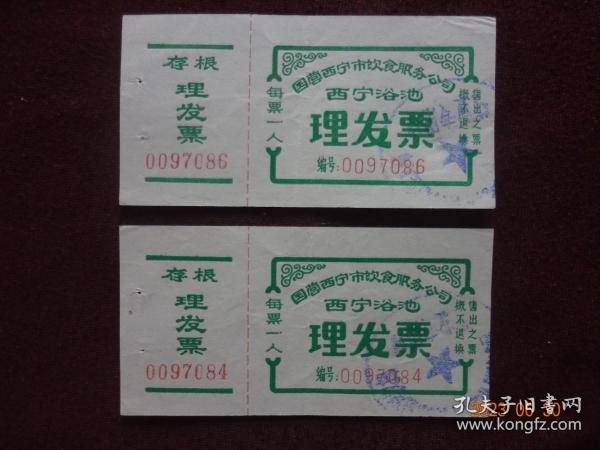 存根
理发票
0097086
国营西宁市饮食服务公司
西宁浴池
每票一人
理发票
售出之票
概不退换
编号:0097086
存根
理发票
0097084
国营西宁市饮食服务公司
西宁浴池
每票一人
理发票
售出之票
概不退换
编号:0097084
孔夫子旧书网
www.kongfz.com